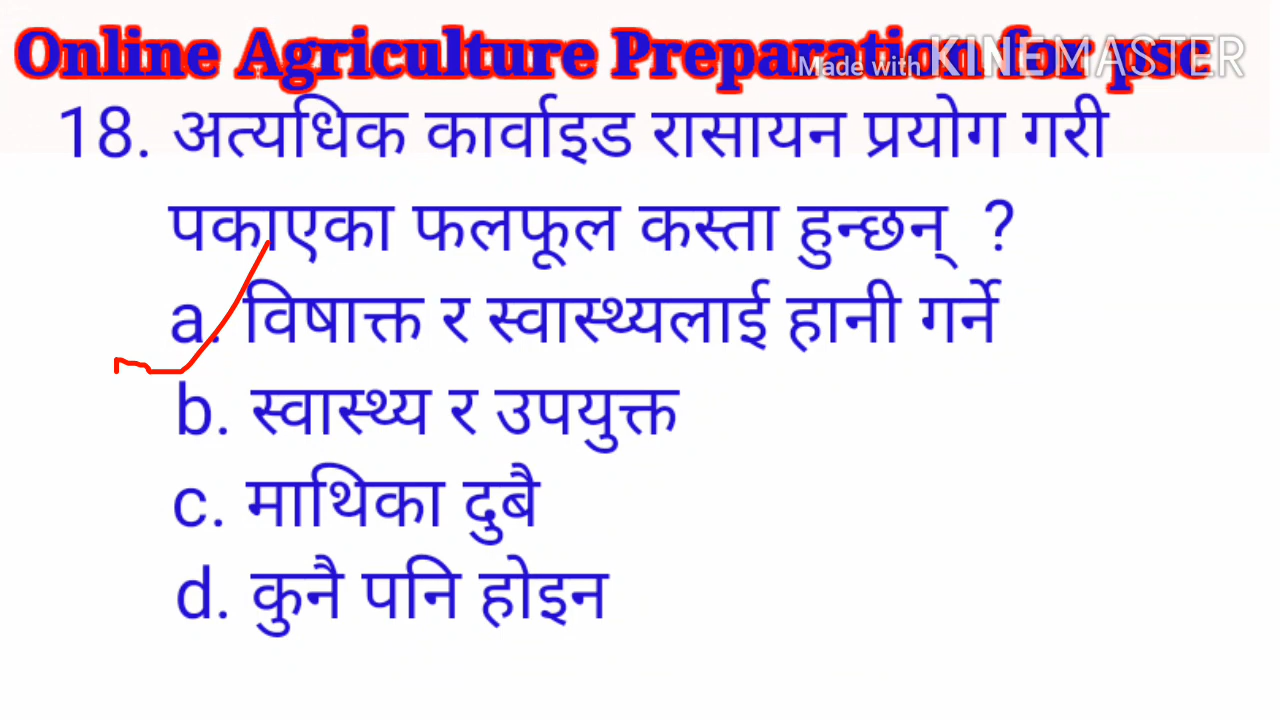 Online Agriculture Preparation for psc
Made with KINEMASTER
18. अत्यधिक कार्वाइड रासायन प्रयोग गरी
पकाएका फलफूल कस्ता हुन्छन् ?
a. विषाक्त र स्वास्थ्यलाई हानी गर्ने
b. स्वास्थ्य र उपयुक्त
c. माथिका दुबै
d. कुनै पनि होइन